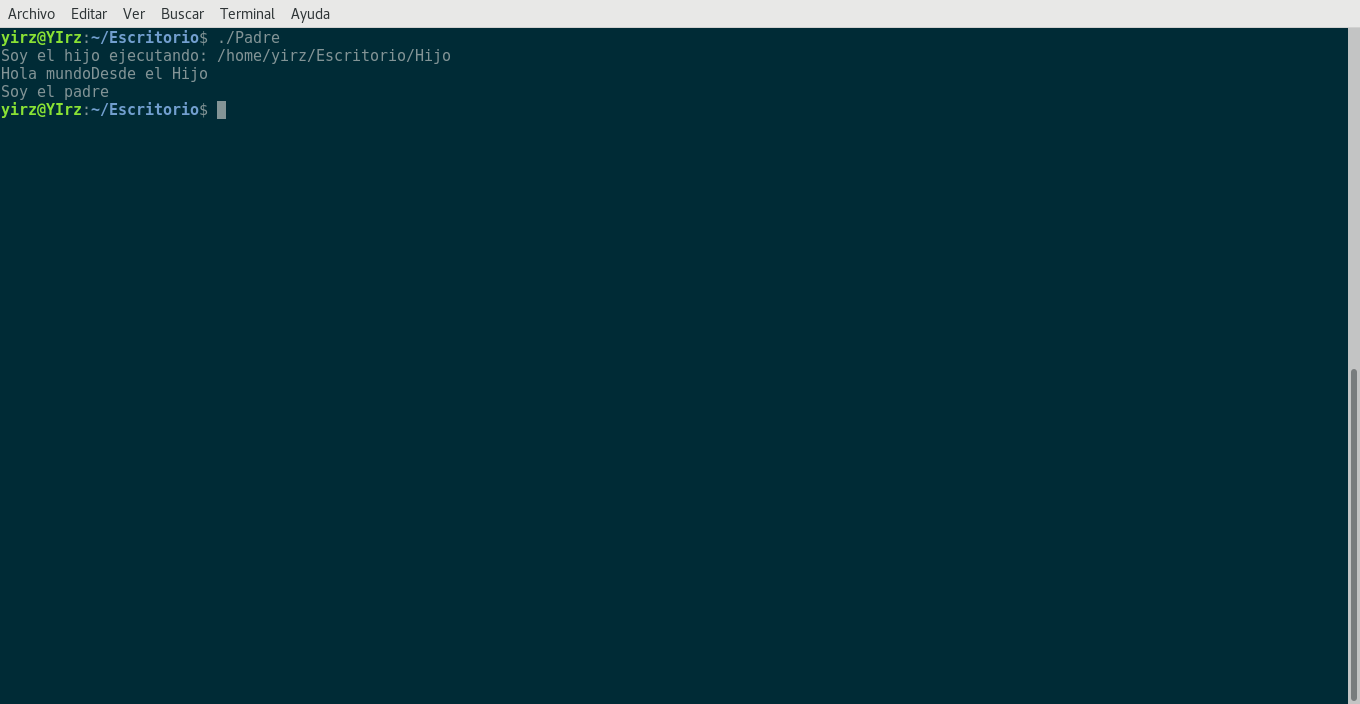 Archivo Editar Ver Buscar Terminal Ayuda
yirz@YIrz:~/Escritorio$ ./Padre
Soy el hijo ejecutando: /home/yirz/Escritorio/Hijo
Hola mundoDesde el Hijo
Soy el padre
yirz@YIrz:~/Escritorio$